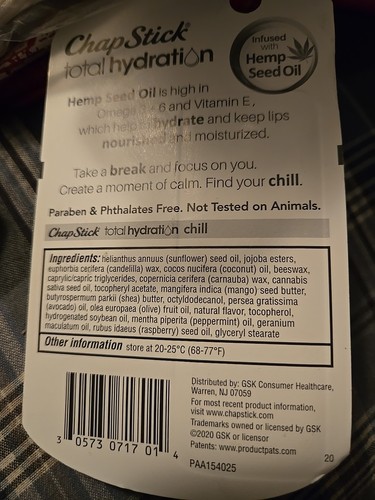 ChapStick®
total hydration
Infused
with
Hemp
Seed Oil
Hemp Seed Oil is high in
Omega 3 - 6 and Vitamin E,
which help hydrate and keep lips
nourished and moisturized.
Take a break and focus on you.
Create a moment of calm. Find your chill.
Paraben & Phthalates Free. Not Tested on Animals.
ChapStick total hydration chill
Ingredients: helianthus annuus (sunflower) seed oil, jojoba esters,
euphorbia cerifera (candelilla) wax, cocos nucifera (coconut) oil, beeswax,
caprylic/capric triglycerides, copernicia cerifera (carnauba) wax, cannabis
sativa seed oil, tocopheryl acetate, mangifera indica (mango) seed butter,
butyrospermum parkii (shea) butter, octyldodecanol, persea gratissima
(avocado) oil, olea europaea (olive) fruit oil, natural flavor, tocopherol,
hydrogenated soybean oil, mentha piperita (peppermint) oil, geranium
maculatum oil, rubus idaeus (raspberry) seed oil, glyceryl stearate
Other information store at 20-25°C (68-77°F)
Distributed by: GSK Consumer Healthcare,
Warren, NJ 07059
For most recent product information,
visit www.chapstick.com
Trademarks owned or licensed by GSK
©2020 GSK or licensor
Patents: www.productpats.com
3 0573 0717 01 4
PAA154025
20